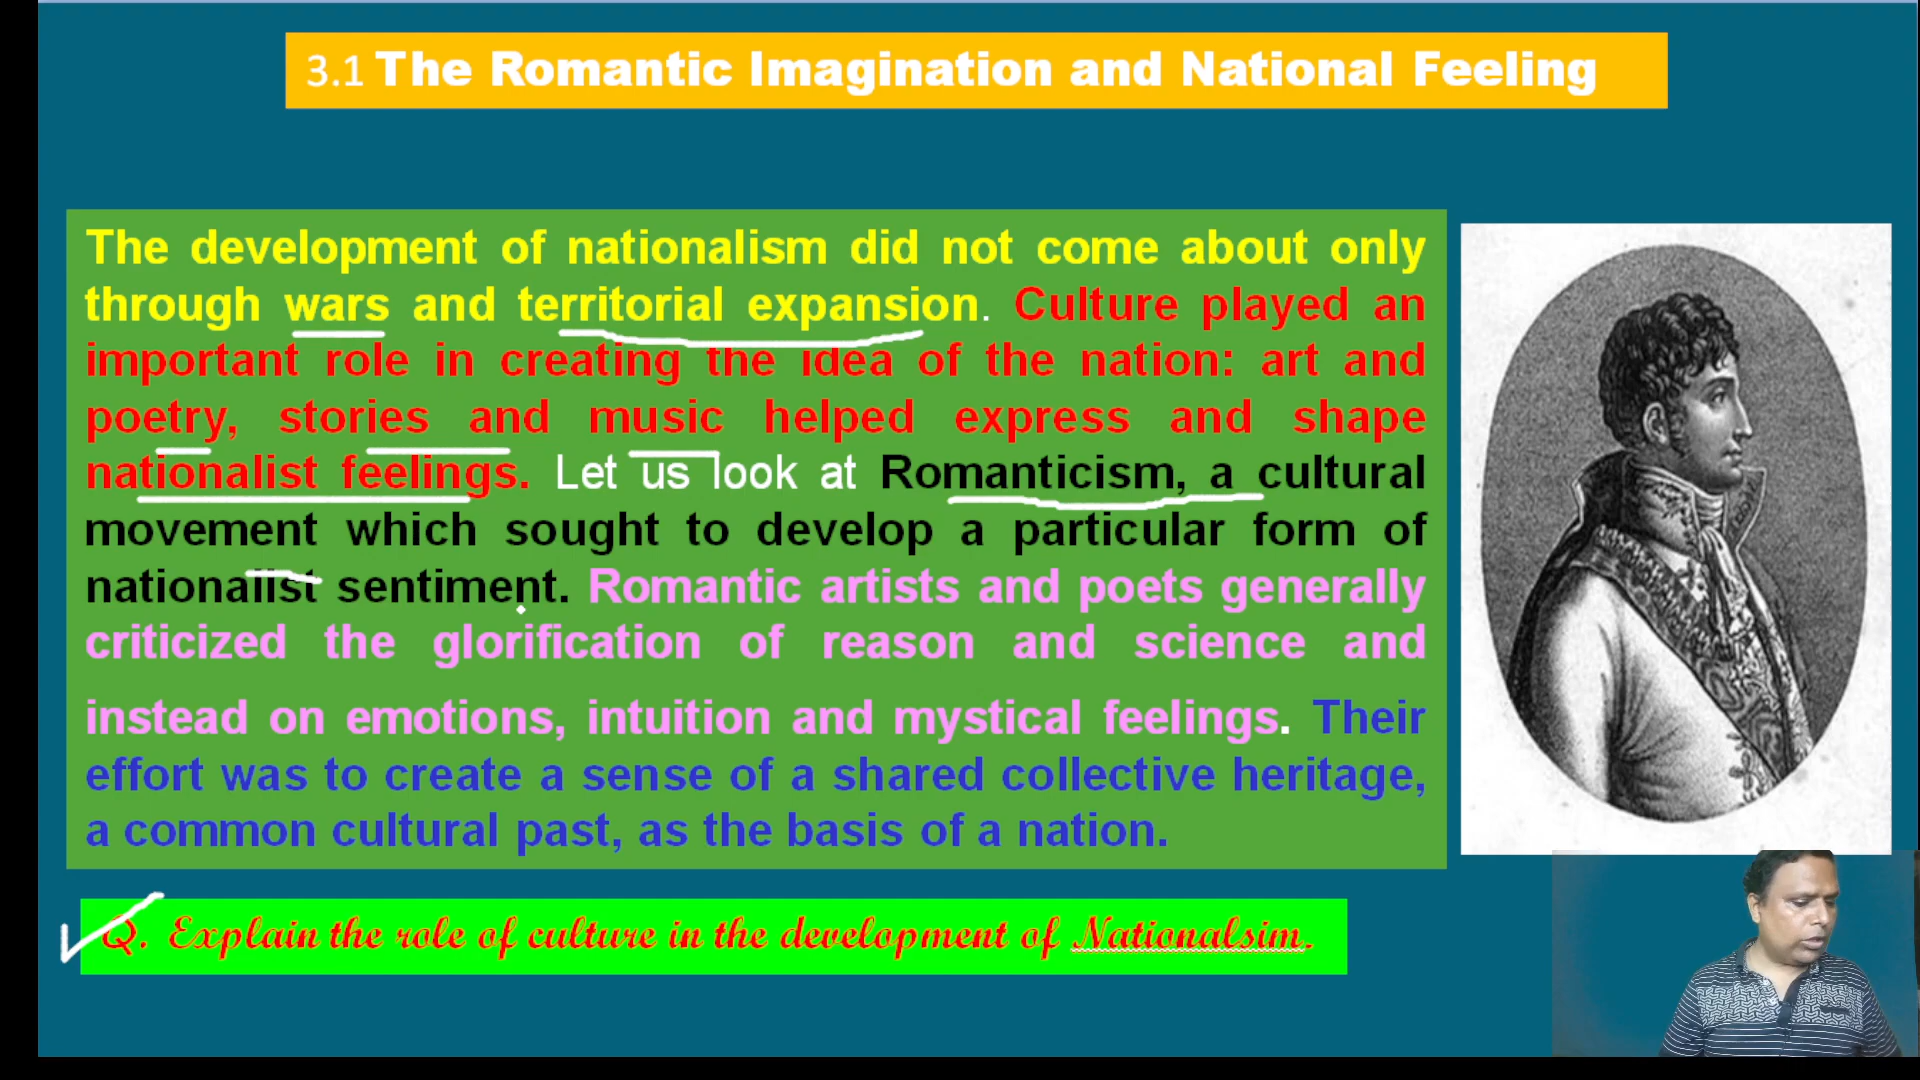 3.1 The Romantic Imagination and National Feeling
The development of nationalism did not come about only
through wars and territorial expansion. Culture played an
important role in creating the idea of the nation: art and
poetry, stories and music helped express and shape
nationalist feelings. Let us look at Romanticism, a cultural
movement which sought to develop a particular form of
nationalist sentiment. Romantic artists and poets generally
criticized the glorification of reason and science and
instead on emotions, intuition and mystical feelings. Their
effort was to create a sense of a shared collective heritage,
a common cultural past, as the basis of a nation.
Q. Explain the role of culture in the development of Nationalsim.